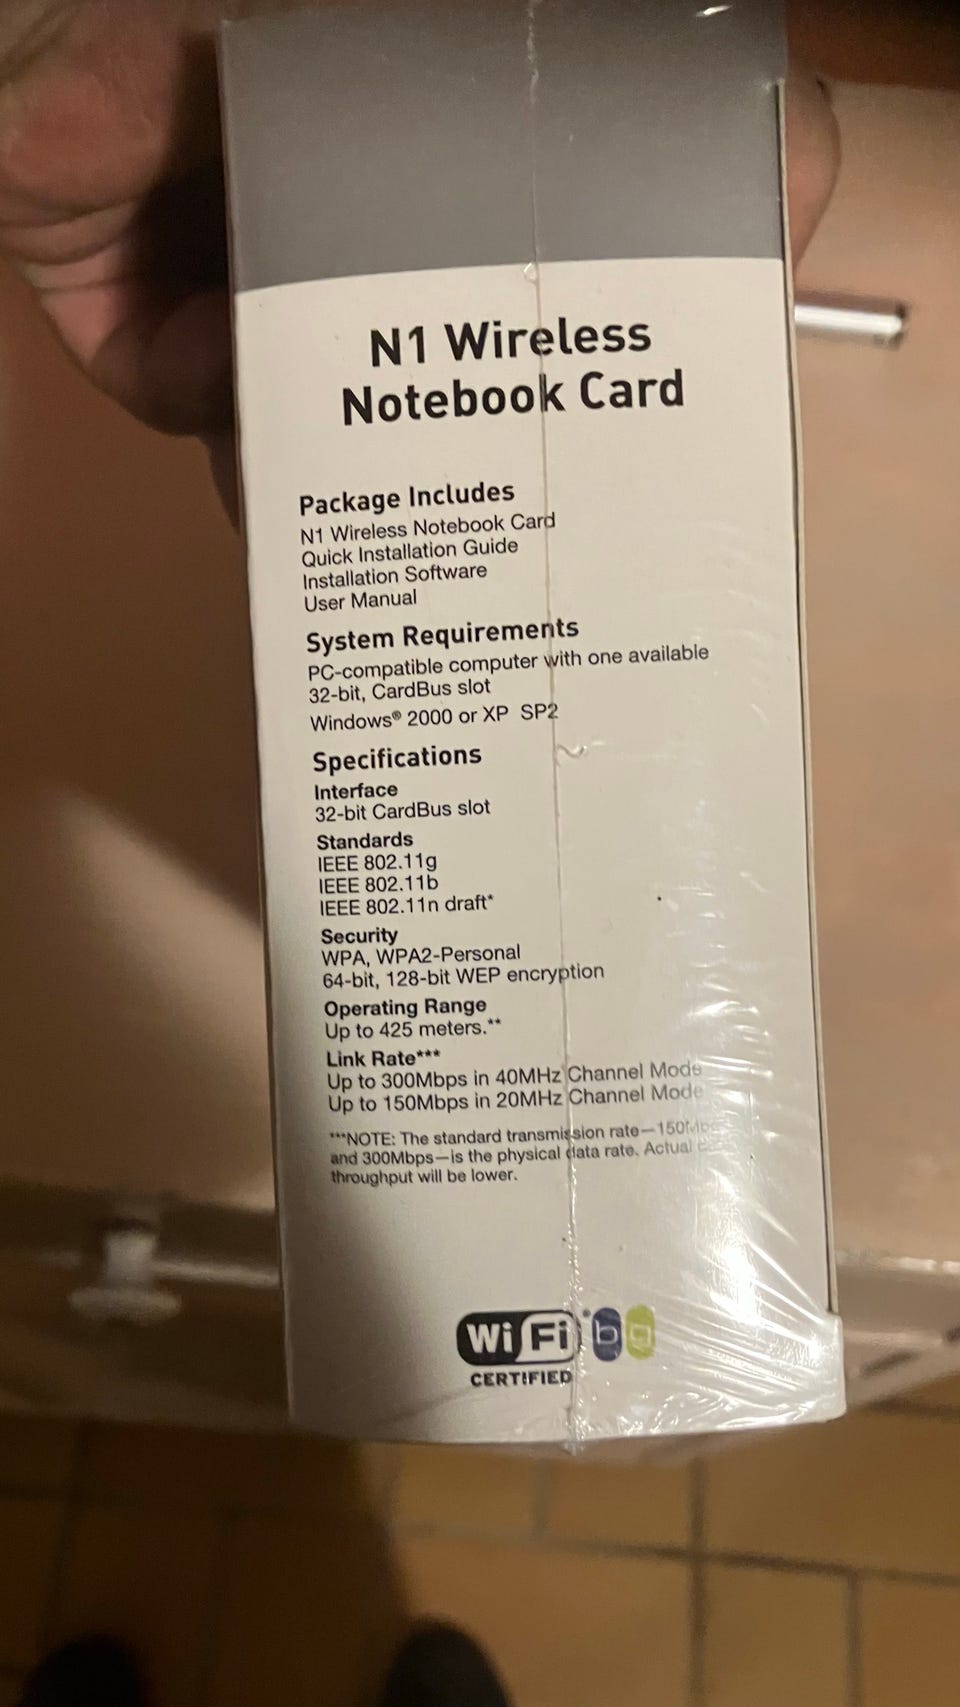 N1 Wireless
Notebook Card
Package Includes
N1 Wireless Notebook Card
Quick Installation Guide
Installation Software
User Manual
System Requirements
PC-compatible computer with one available
32-bit, CardBus slot
Windows® 2000 or XP SP2
Specifications
Interface
32-bit CardBus slot
Standards
IEEE 802.11g
IEEE 802.11b
IEEE 802.11n draft*
Security
WPA, WPA2-Personal
64-bit, 128-bit WEP encryption
Operating Range
Up to 425 meters.**
Link Rate***
Up to 300Mbps in 40MHz Channel Mode
Up to 150Mbps in 20MHz Channel Mode
***NOTE: The standard transmission rate—150Mbps
and 300Mbps—is the physical data rate. Actual
throughput will be lower.
Wi Fi b g
CERTIFIED